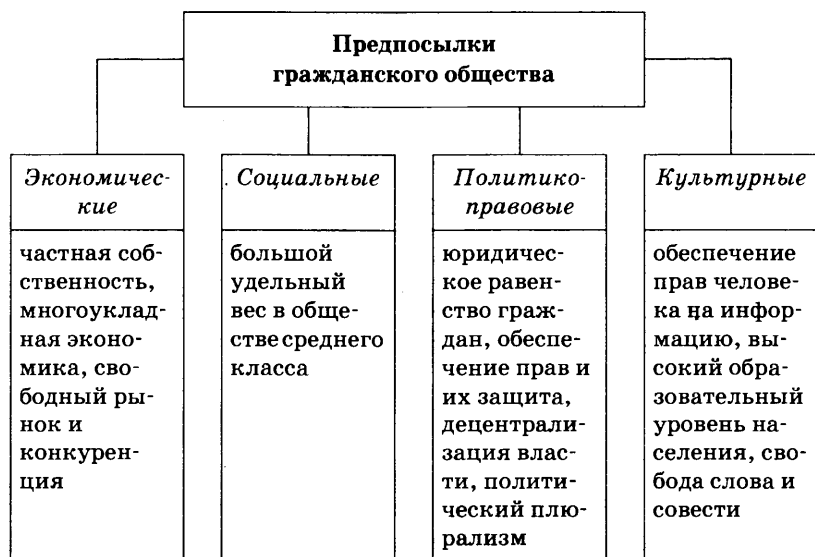 Предпосылки
гражданского общества
Экономичес-
кие
частная соб-
ственность,
многоуклад-
ная эконо-
мика, сво-
бодный ры-
нок и
конкурен-
ция
Социальные
большой
удельный
вес в обще-
стве среднего
класса
Политико-
правовые
юридичес-
кое равен-
ство граж-
дан, обеспе-
чение прав и
их защита,
децентрали-
зация влас-
ти, полити-
ческий плю-
рализм
Культурные
обеспечение
прав челове-
ка на инфор-
мацию, вы-
сокий обра-
зовательный
уровень на-
селения, сво-
бода слова и
совести